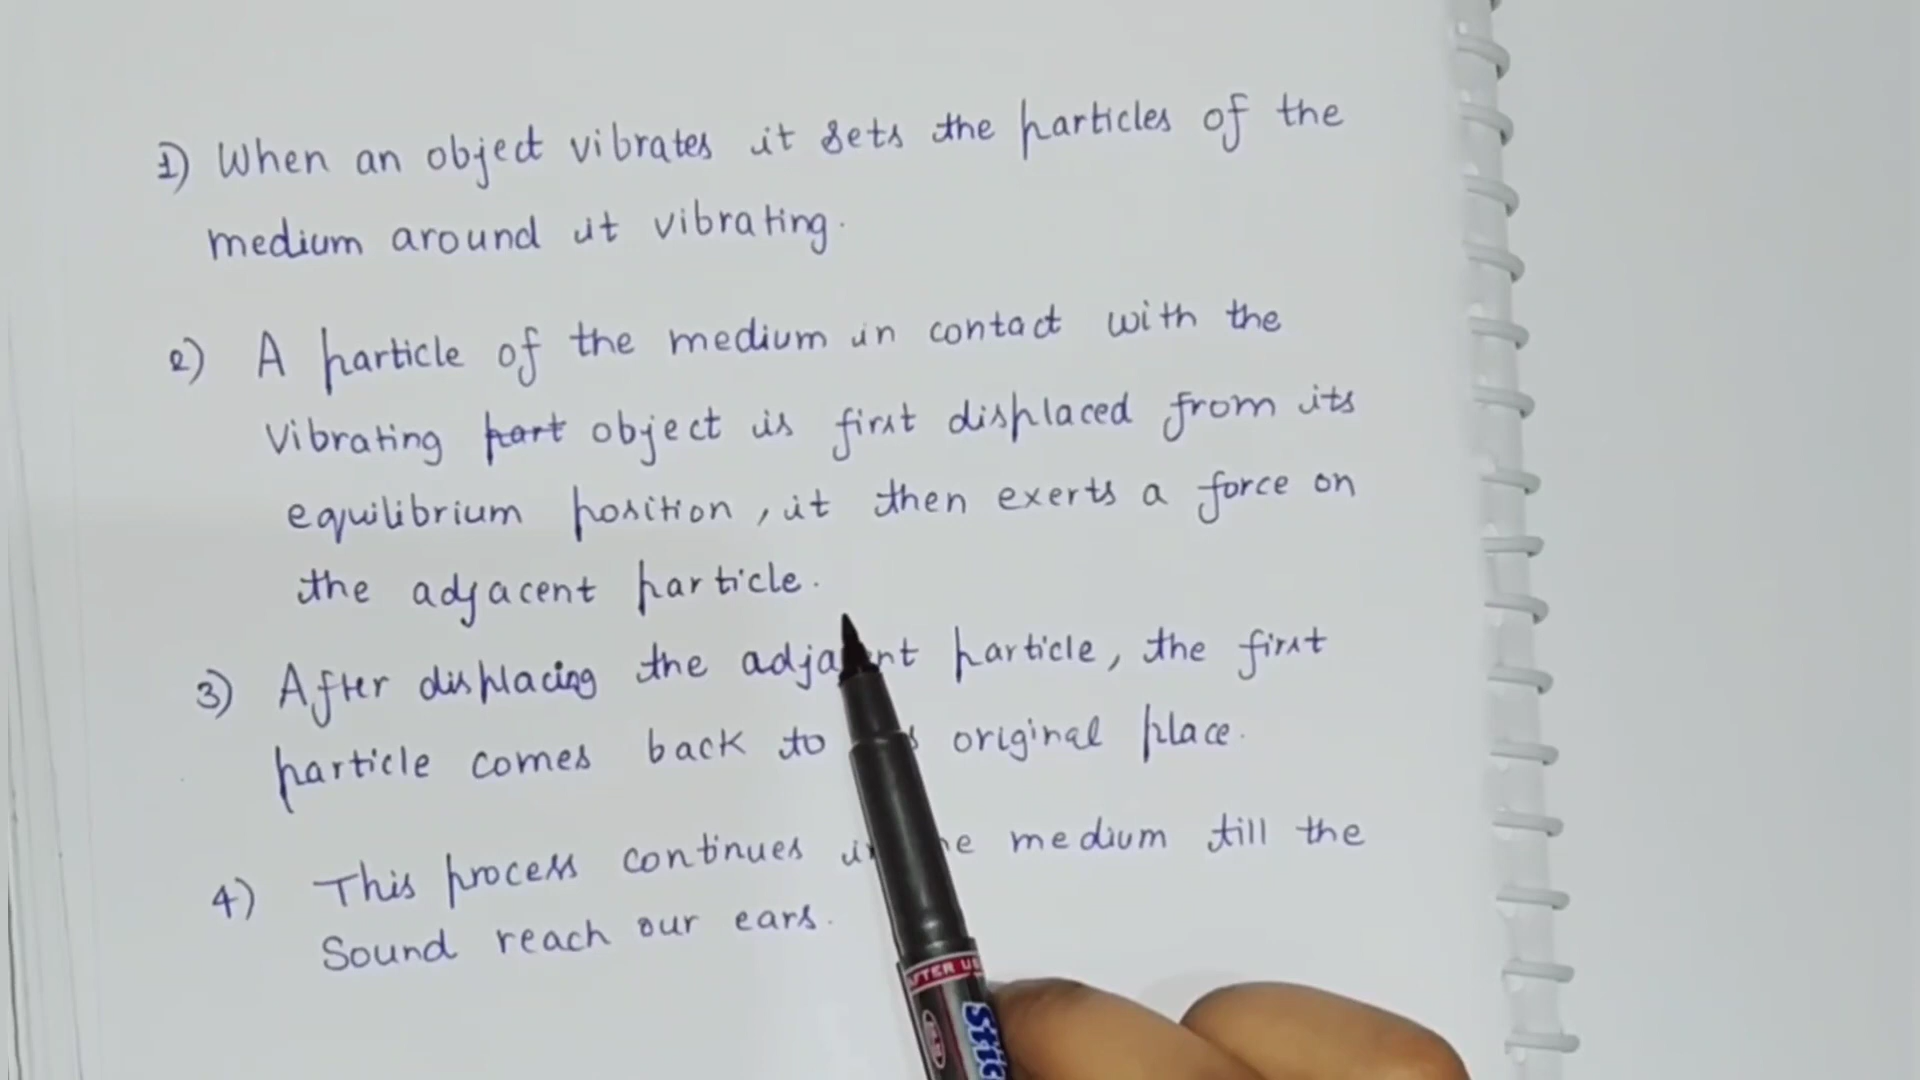 1) When an object vibrates it sets the particles of the
medium around it vibrating.
2) A particle of the medium in contact with the
vibrating part object is first displaced from its
equilibrium position, it then exerts a force on
the adjacent particle.
3) After displacing the the first
particle, adjacent
particle comes back to original place.
4) This process continues medium till the
Sound reach our ears.